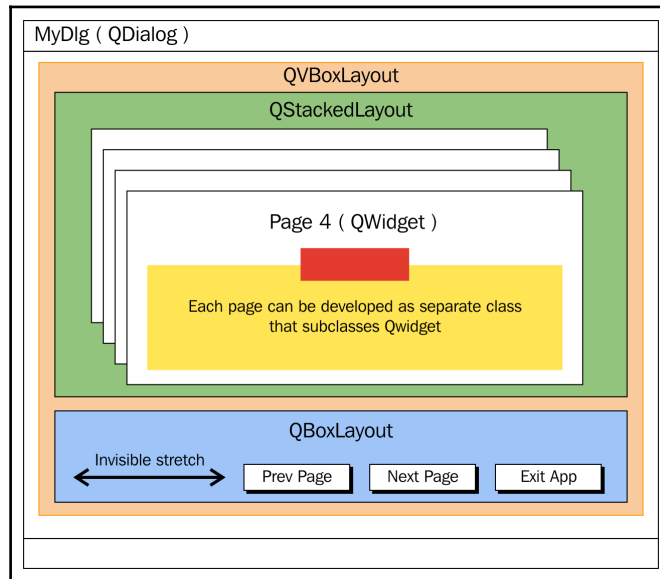 MyDlg ( QDialog )
QVBoxLayout
QStackedLayout
Page 4 ( QWidget )
Each page can be developed as separate class
that subclasses Qwidget
QBoxLayout
Invisible stretch
Prev Page
Next Page
Exit App